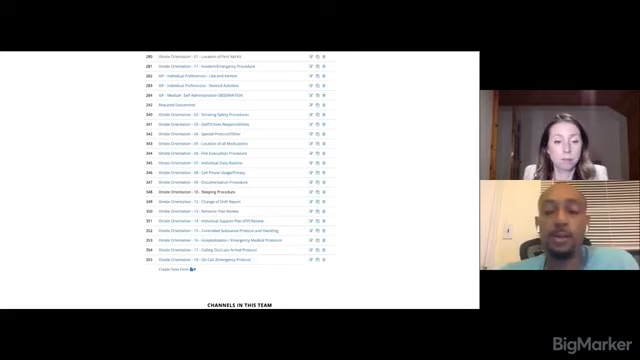 280 Onsite Orientation - 01 - Location of First Aid Kit
281 Onsite Orientation - 11 - Incident/Emergency Procedure
282 ISP - Individual Preferences - Like and Admire
283 ISP - Individual Preferences - Desired Activities
284 ISP - Medical - Self Administration OBSERVATION
292 Required Documents
340 Onsite Orientation - 02 - Smoking Safety Procedures
341 Onsite Orientation - 03 - Staff/Client Responsibilities
342 Onsite Orientation - 04 - Special Protocol/Other
343 Onsite Orientation - 05 - Location of all Medications
344 Onsite Orientation - 06 - Fire Evacuation Procedure
345 Onsite Orientation - 07 - Individual Daily Routine
346 Onsite Orientation - 08 - Cell Phone Usage/Privacy
347 Onsite Orientation - 09 - Documentation Procedure
348 Onsite Orientation - 10 - Sleeping Procedure
349 Onsite Orientation - 12 - Change of Shift Report
350 Onsite Orientation - 13 - Behavior Plan Review
351 Onsite Orientation - 14 - Individual Support Plan (ISP) Review
352 Onsite Orientation - 15 - Controlled Substance Protocol and Handling
353 Onsite Orientation - 16 - Hospitalization / Emergency Medical Protocol
354 Onsite Orientation - 17 - Calling Out/Late Arrival Protocol
355 Onsite Orientation - 18 - On-Call /Emergency Protocol
Create New Form
CHANNELS IN THIS TEAM
BigMarker